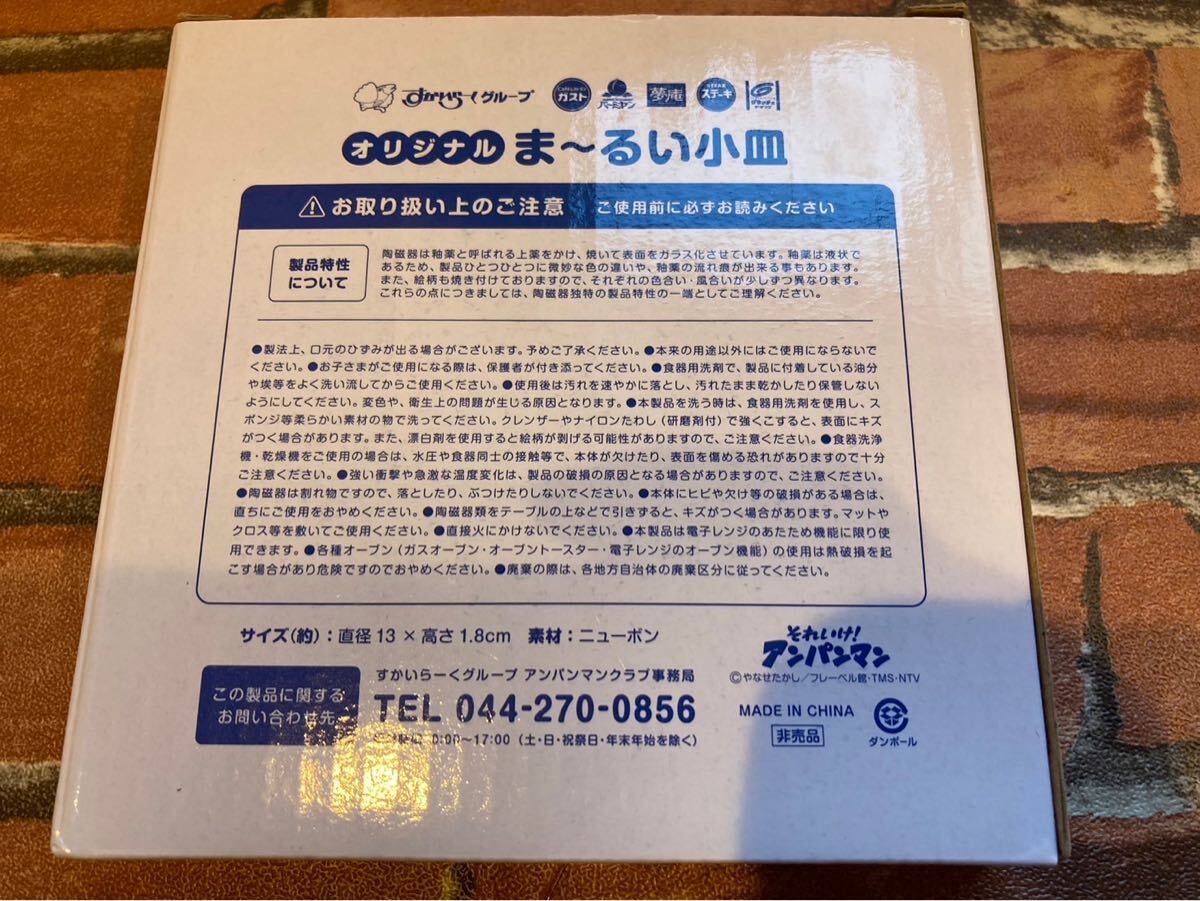 すかいらーくグループ Café レストラン ガスト バーミヤン 夢庵 STEAK ステーキ グラッチェ
オリジナル ま～るい小皿
お取り扱い上のご注意 ご使用前に必ずお読みください
製品特性
について
陶磁器は釉薬と呼ばれる上薬をかけ、焼いて表面をガラス化させています。釉薬は液状で
あるため、製品ひとつひとつに微妙な色の違いや、釉薬の流れ痕が出来る事もあります。
また、絵柄も焼き付けておりますので、それぞれの色合い・風合いが少しずつ異なります。
これらの点につきましては、陶磁器独特の製品特性の一端としてご理解ください。
●製法上、口元のひずみが出る場合がございます。予めご了承ください。●本来の用途以外にはご使用にならないで
ください。●お子さまがご使用になる際は、保護者が付き添ってください。●食器用洗剤で、製品に付着している油分
や埃等をよく洗い流してからご使用ください。●使用後は汚れを速やかに落とし、汚れたまま乾かしたり保管しない
ようにしてください。変色や、衛生上の問題が生じる原因となります。●本製品を洗う時は、食器用洗剤を使用し、ス
ポンジ等柔らかい素材の物で洗ってください。クレンザーやナイロンたわし（研磨剤付）で強くこすると、表面にキズ
がつく場合があります。また、漂白剤を使用すると絵柄が剥げる可能性がありますので、ご注意ください。●食器洗浄
機・乾燥機をご使用の場合は、水圧や食器同士の接触等で、本体が欠けたり、表面を傷める恐れがありますので十分
ご注意ください。●強い衝撃や急激な温度変化は、製品の破損の原因となる場合がありますので、ご注意ください。
●陶磁器は割れ物ですので、落としたり、ぶつけたりしないでください。●本体にヒビや欠け等の破損がある場合は、
直ちにご使用をおやめください。●陶磁器類をテーブルの上などで引きずると、キズがつく場合があります。マットや
クロス等を敷いてご使用ください。●直接火にかけないでください。●本製品は電子レンジのあたため機能に限り使
用できます。●各種オーブン（ガスオーブン・オーブントースター・電子レンジのオーブン機能）の使用は熱破損を起
こす場合があり危険ですのでおやめください。●廃棄の際は、各地方自治体の廃棄区分に従ってください。
サイズ(約)：直径13×高さ1.8cm 素材：ニューボン
それいけ！
アンパンマン
©やなせたかし／フレーベル館・TMS・NTV
この製品に関する
お問い合わせ先
すかいらーくグループ アンパンマンクラブ事務局
TEL 044-270-0856
:00～17:00（土・日・祝祭日・年末年始を除く）
MADE IN CHINA
非売品
ダンボール